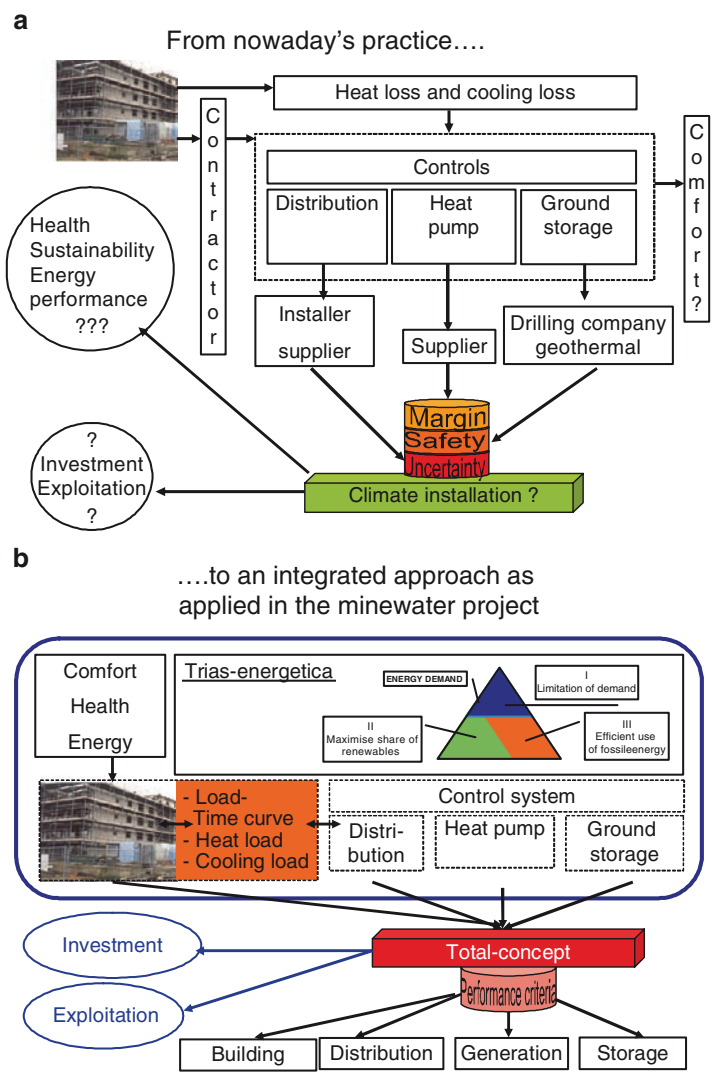 a
From nowaday's practice....
Heat loss and cooling loss
Contractor
Controls
Distribution
Heat
pump
Ground
storage
Comfort?
Health
Sustainability
Energy
performance
???
Installer
supplier
Supplier
Drilling company
geothermal
Margin
Safety
Uncertainty
?
Investment
Exploitation
?
Climate installation ?
b
....to an integrated approach as
applied in the minewater project
Comfort
Health
Energy
Trias-energetica
ENERGY DEMAND
I
Limitation of demand
II
Maximise share of
renewables
III
Efficient use
of fossileenergy
- Load-
Time curve
- Heat load
- Cooling load
Control system
Distri-
bution
Heat pump
Ground
storage
Investment
Total-concept
Performance criteria
Exploitation
Building
Distribution
Generation
Storage